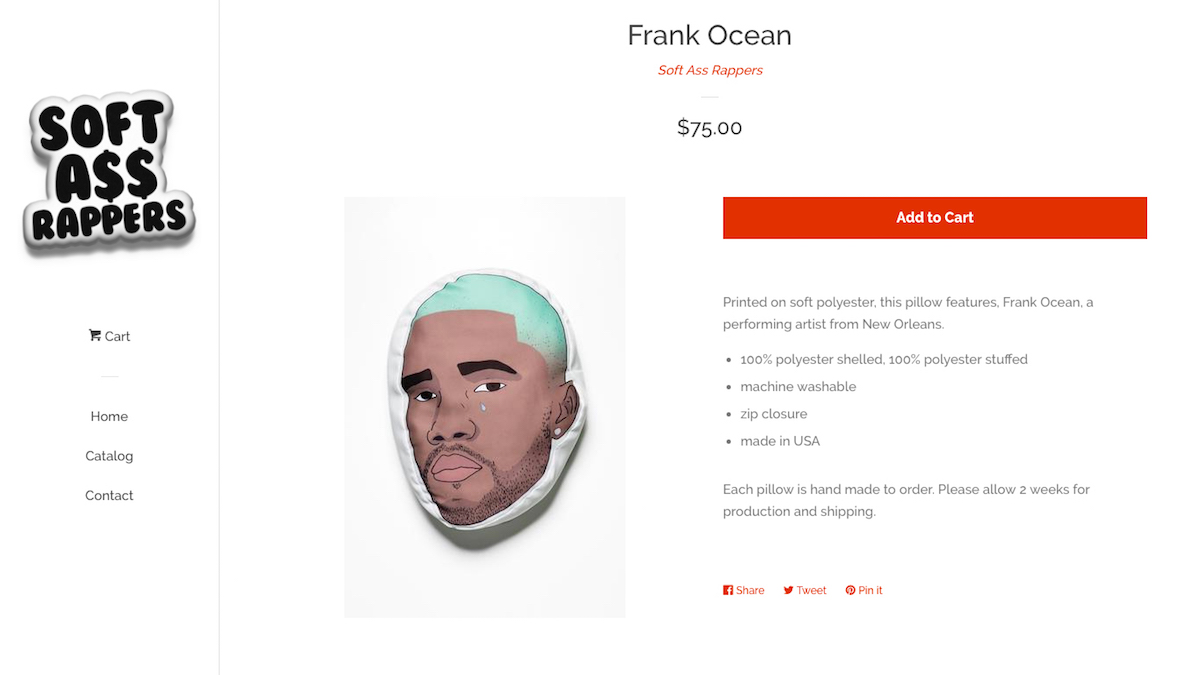 SOFT
A$$
RAPPERS
Cart
Home
Catalog
Contact
Frank Ocean
Soft Ass Rappers
$75.00
Add to Cart
Printed on soft polyester, this pillow features, Frank Ocean, a
performing artist from New Orleans.
• 100% polyester shelled, 100% polyester stuffed
• machine washable
• zip closure
• made in USA
Each pillow is hand made to order. Please allow 2 weeks for
production and shipping.
Share Tweet Pin it